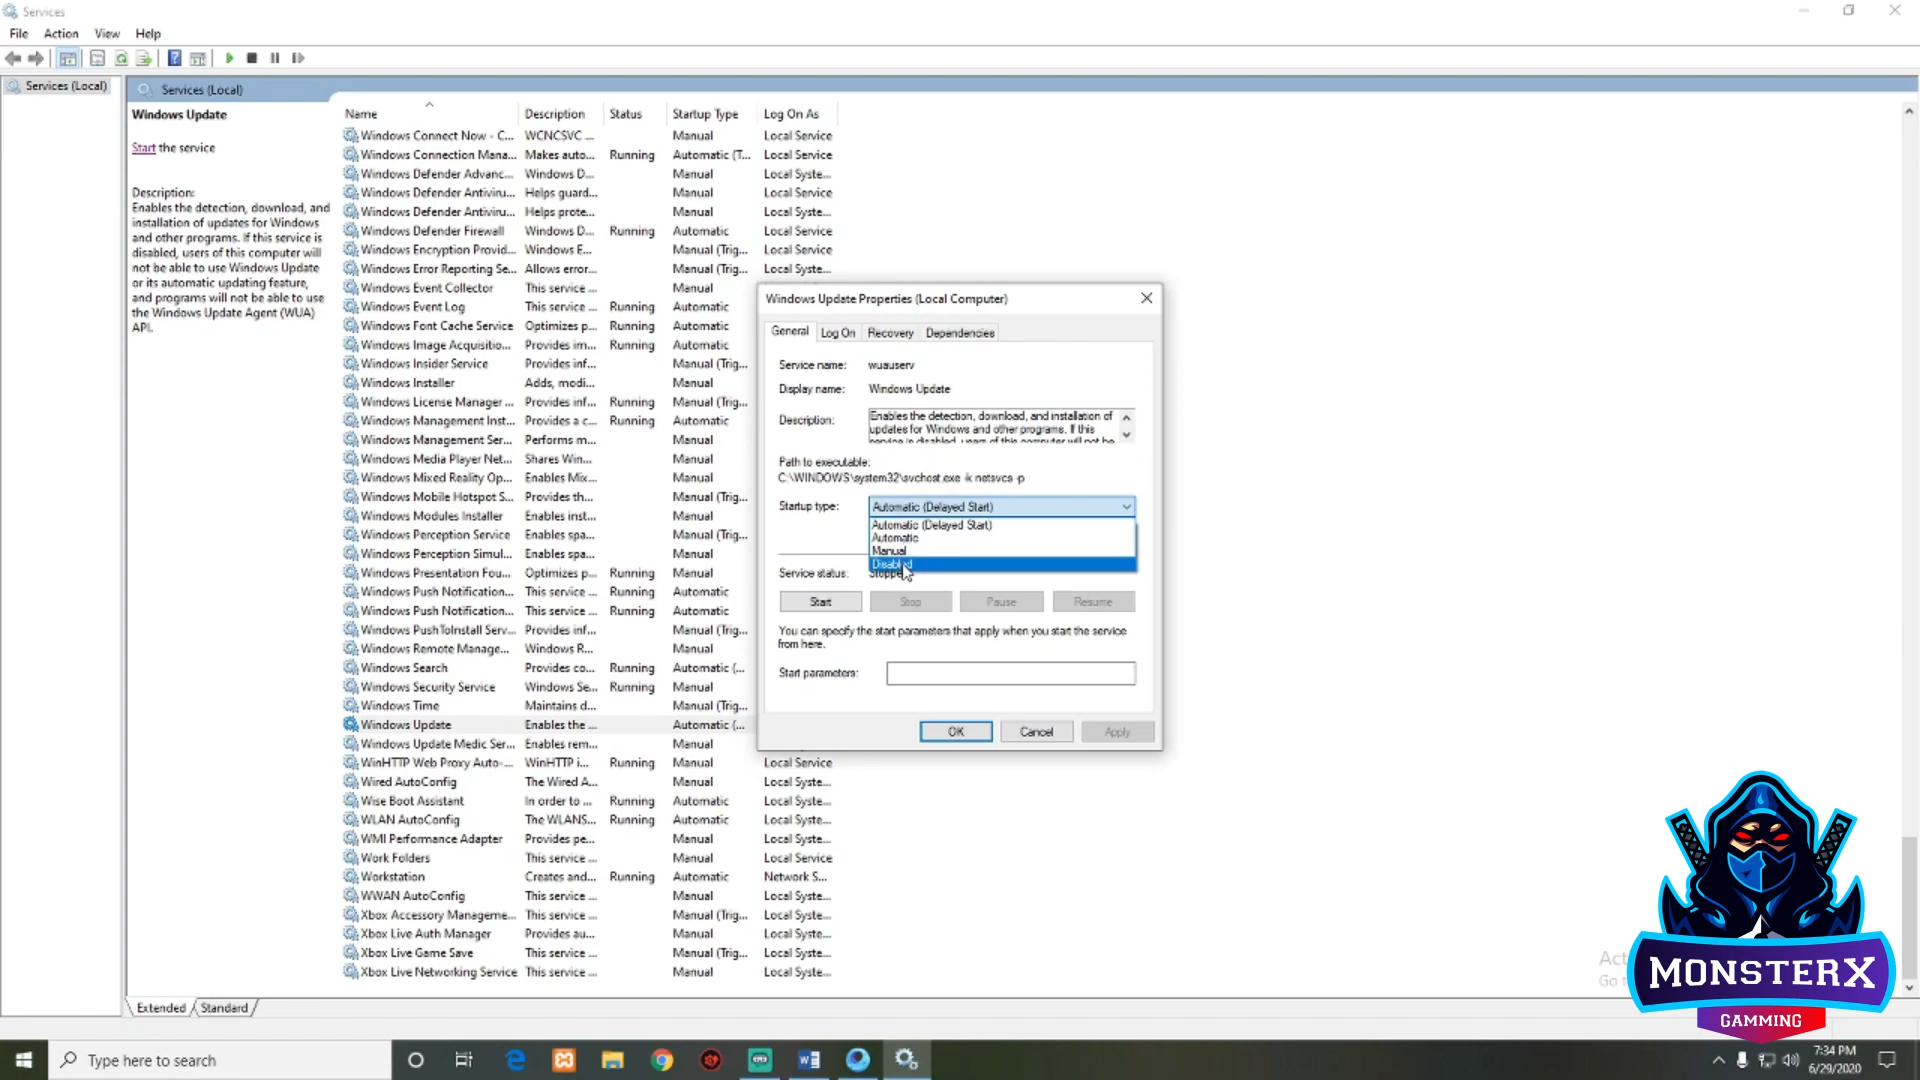 Services
File Action View Help
Services (Local)
Services (Local)
Windows Update
Start the service
Description:
Enables the detection, download, and
installation of updates for Windows
and other programs. If this service is
disabled, users of this computer will
not be able to use Windows Update
or its automatic updating feature,
and programs will not be able to use
the Windows Update Agent (WUA)
API.
Name Description Status Startup Type Log On As
Windows Connect Now - C... WCNCSVC ... Manual Local Service
Windows Connection Mana... Makes auto... Running Automatic (T... Local Service
Windows Defender Advanc... Windows D... Manual Local Syste...
Windows Defender Antiviru... Helps guard... Manual Local Service
Windows Defender Antiviru... Helps prote... Manual Local Syste...
Windows Defender Firewall Windows D... Running Automatic Local Service
Windows Encryption Provid... Windows E... Manual (Trig... Local Service
Windows Error Reporting Se... Allows error... Manual (Trig... Local Syste...
Windows Event Collector This service ... Manual
Windows Event Log This service ... Running Automatic
Windows Font Cache Service Optimizes p... Running Automatic
Windows Image Acquisitio... Provides im... Running Automatic
Windows Insider Service Provides inf... Manual (Trig...
Windows Installer Adds, modi... Manual
Windows License Manager ... Provides inf... Running Manual (Trig...
Windows Management Inst... Provides a c... Running Automatic
Windows Management Ser... Performs m... Manual
Windows Media Player Net... Shares Win... Manual
Windows Mixed Reality Op... Enables Mix... Manual
Windows Mobile Hotspot S... Provides th... Manual (Trig...
Windows Modules Installer Enables inst... Manual
Windows Perception Service Enables spa... Manual (Trig...
Windows Perception Simul... Enables spa... Manual
Windows Presentation Fou... Optimizes p... Running Manual
Windows Push Notification... This service ... Running Automatic
Windows Push Notification... This service ... Running Automatic
Windows PushToInstall Serv... Provides inf... Manual (Trig...
Windows Remote Manage... Windows R... Manual
Windows Search Provides co... Running Automatic (...
Windows Security Service Windows Se... Running Manual
Windows Time Maintains d... Manual (Trig...
Windows Update Enables the ... Automatic (...
Windows Update Medic Ser... Enables rem... Manual
WinHTTP Web Proxy Auto-... WinHTTP i... Running Manual Local Service
Wired AutoConfig The Wired A... Manual Local Syste...
Wise Boot Assistant In order to ... Running Automatic Local Syste...
WLAN AutoConfig The WLANS... Running Automatic Local Syste...
WMI Performance Adapter Provides pe... Manual Local Syste...
Work Folders This service ... Manual Local Service
Workstation Creates and... Running Automatic Network S...
WWAN AutoConfig This service ... Manual Local Syste...
Xbox Accessory Manageme... This service ... Manual (Trig... Local Syste...
Xbox Live Auth Manager Provides au... Manual Local Syste...
Xbox Live Game Save This service ... Manual (Trig... Local Syste...
Xbox Live Networking Service This service ... Manual Local Syste...
Extended Standard
Windows Update Properties (Local Computer)
General Log On Recovery Dependencies
Service name: wuauserv
Display name: Windows Update
Description: Enables the detection, download, and installation of
updates for Windows and other programs. If this
service is disabled, users of this computer will not be
Path to executable:
C:\WINDOWS\system32\svchost.exe -k netsvcs -p
Startup type: Automatic (Delayed Start)
Automatic (Delayed Start)
Automatic
Manual
Disabled
Service status: Stopped
Start Stop Pause Resume
You can specify the start parameters that apply when you start the service
from here.
Start parameters:
OK Cancel Apply
Go
MONSTERX
GAMMING
Type here to search
7:34 PM
6/29/2020